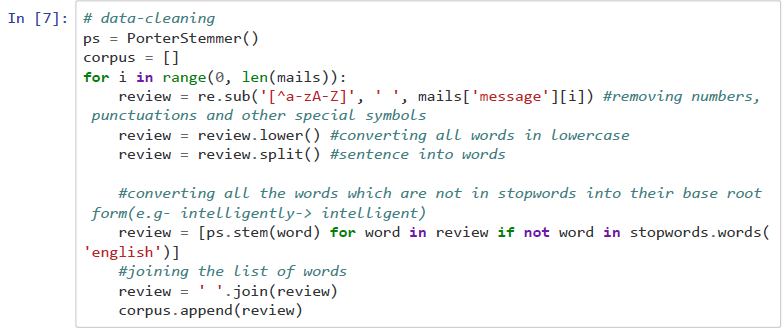 In [7]: # data-cleaning
ps = PorterStemmer()
corpus = []
for i in range(0, len(mails)):
    review = re.sub('[^a-zA-Z]', ' ', mails['message'][i]) #removing numbers,
 punctuations and other special symbols
    review = review.lower() #converting all words in lowercase
    review = review.split() #sentence into words

    #converting all the words which are not in stopwords into their base root
 form(e.g- intelligently-> intelligent)
    review = [ps.stem(word) for word in review if not word in stopwords.words(
'english')]
    #joining the list of words
    review = ' '.join(review)
    corpus.append(review)